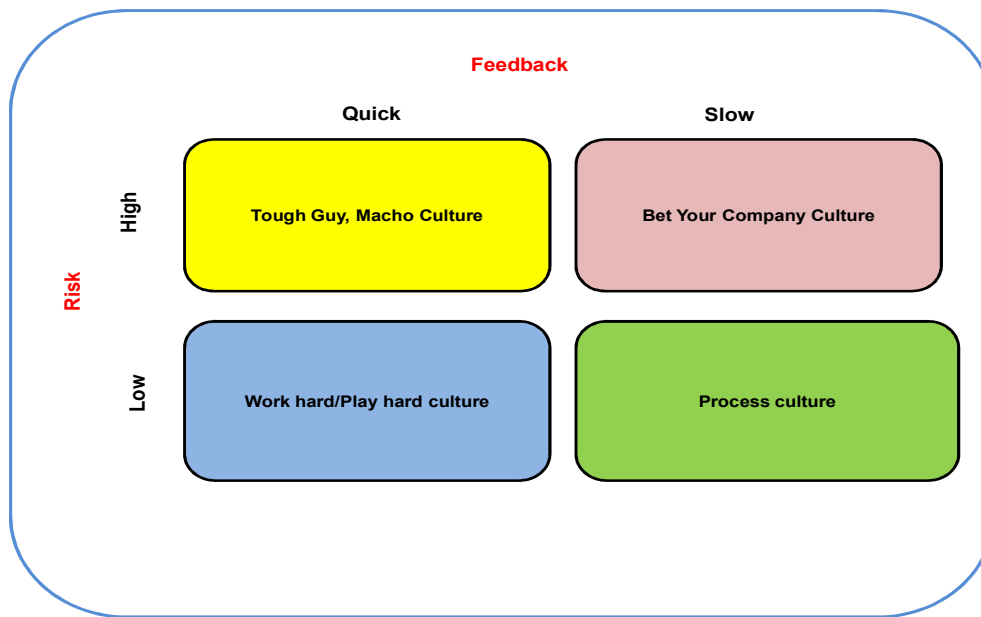 Feedback
Quick
Slow
High
Tough Guy, Macho Culture
Bet Your Company Culture
Risk
Low
Work hard/Play hard culture
Process culture